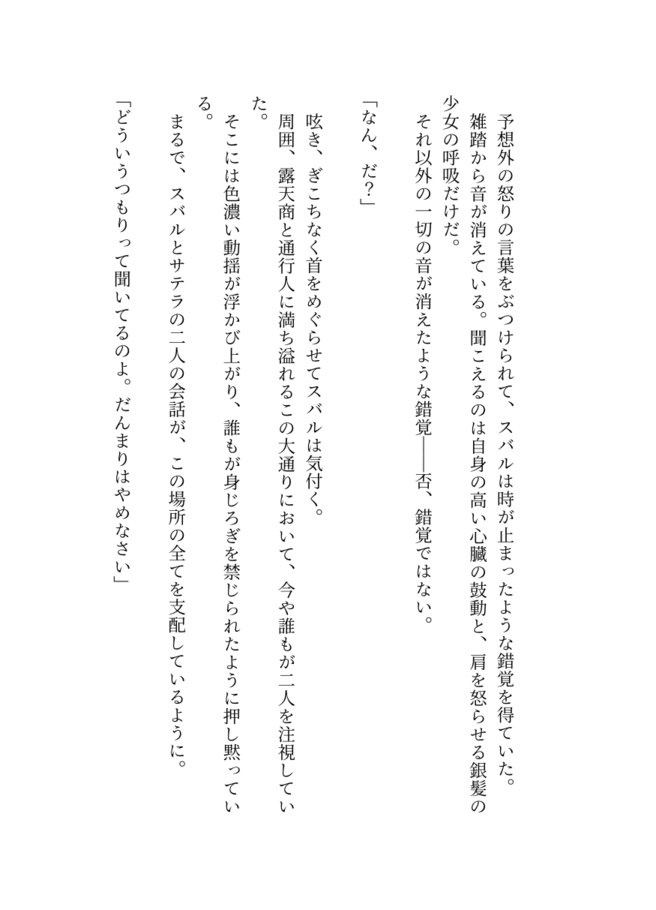 予想外の怒りの言葉をぶつけられて、スバルは時が止まったような錯覚を得ていた。
雑踏から音が消えている。聞こえるのは自身の高い心臓の鼓動と、肩を怒らせる銀髪の
少女の呼吸だけだ。
それ以外の一切の音が消えたような錯覚――否、錯覚ではない。
「なん、だ？」
呟き、ぎこちなく首をめぐらせてスバルは気付く。
周囲、露天商と通行人に満ち溢れるこの大通りにおいて、今や誰もが二人を注視してい
た。
そこには色濃い動揺が浮かび上がり、誰もが身じろぎを禁じられたように押し黙ってい
る。
まるで、スバルとサテラの二人の会話が、この場所の全てを支配しているように。
「どういうつもりって聞いてるのよ。だんまりはやめなさい」